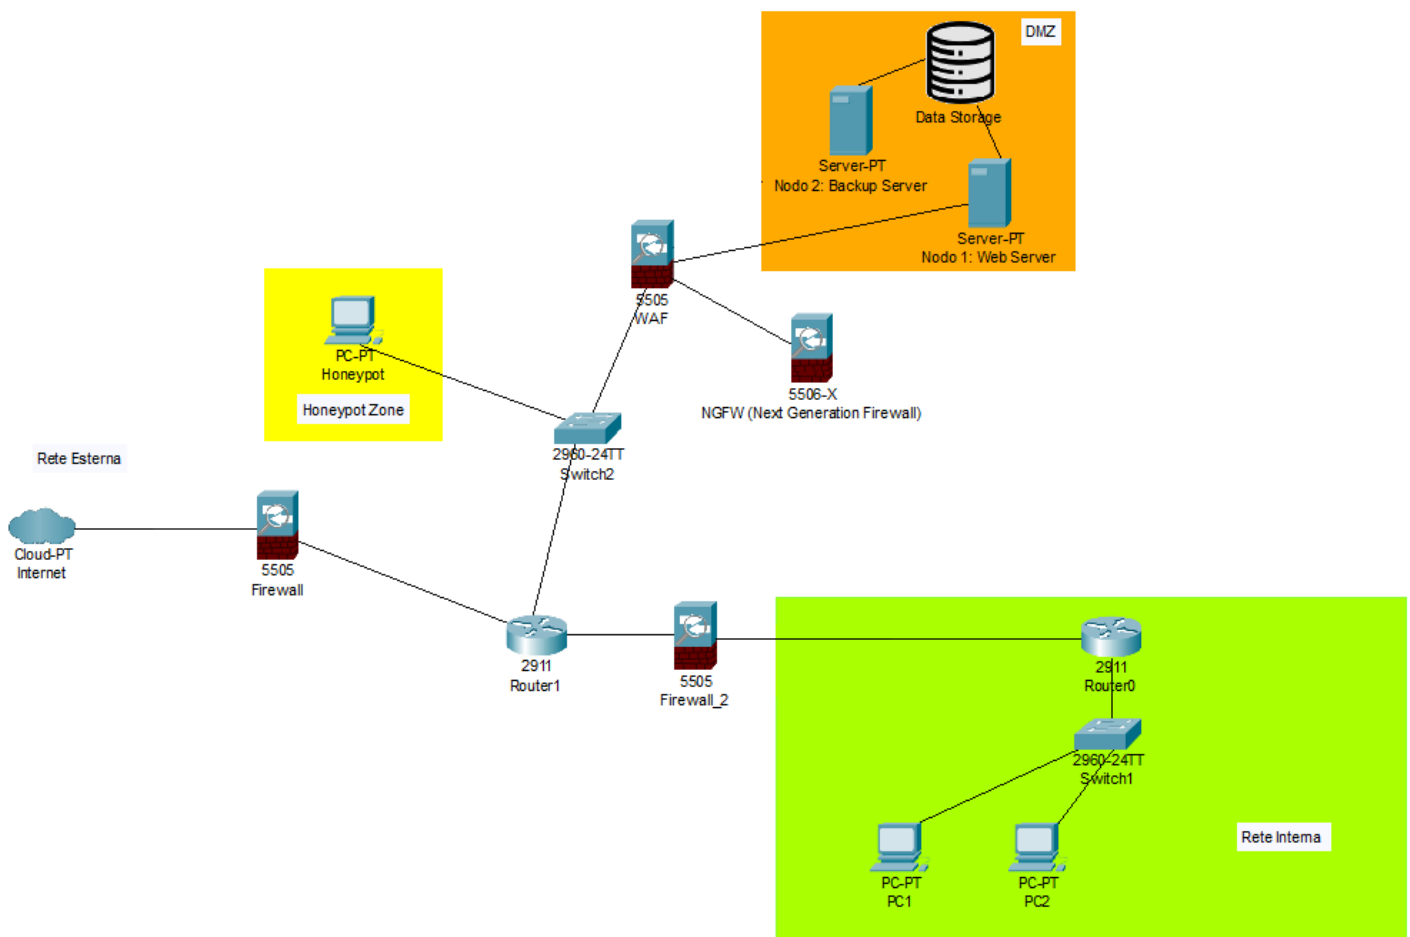 DMZ
Data Storage
Server-PT
Nodo 2: Backup Server
Server-PT
Nodo 1: Web Server
5505
WAF
PC-PT
Honeypot
Honeypot Zone
5506-X
NGFW (Next Generation Firewall)
2960-24TT
Switch2
Rete Esterna
Cloud-PT
Internet
5505
Firewall
2911
Router1
5505
Firewall_2
2911
Router0
2960-24TT
Switch1
Rete Interna
PC-PT
PC1
PC-PT
PC2